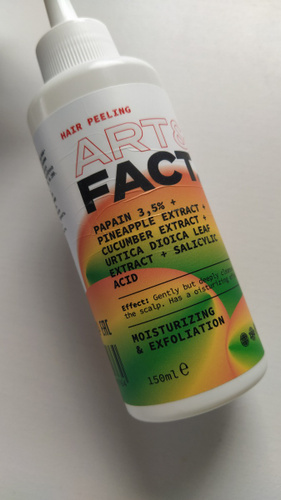 HAIR PEELING
ART&
FACT.
PAPAIN 3,5% +
PINEAPPLE EXTRACT +
CUCUMBER EXTRACT +
URTICA DIOICA LEAF
EXTRACT + SALICYLIC
ACID
Effect: Gently but deeply
the scalp. Has a
MOISTURIZING
& EXFOLIATION
150ml e